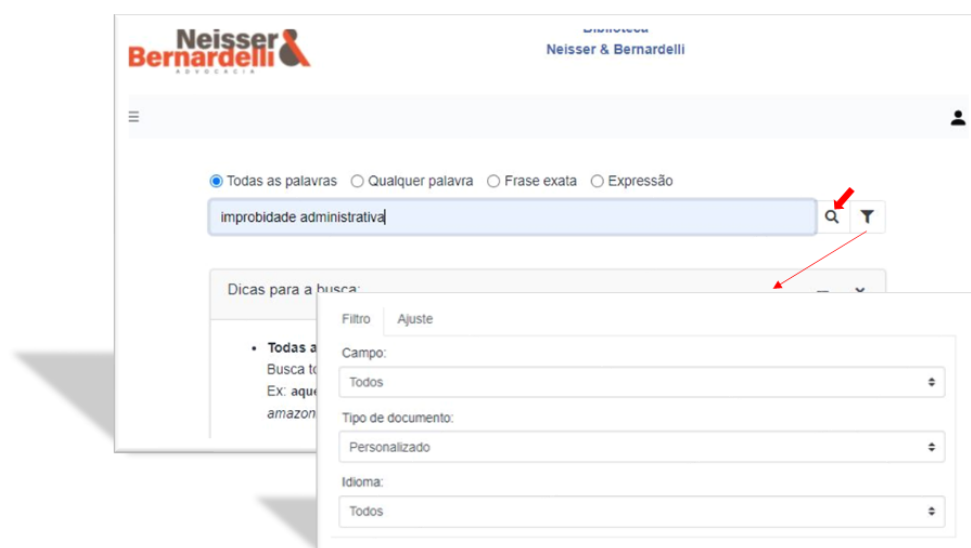 Neisser &
Bernardelli
ADVOCACIA
Biblioteca
Neisser & Bernardelli
Todas as palavras Qualquer palavra Frase exata Expressão
improbidade administrativa
Dicas para a busca:
Filtro Ajuste
• Todas a
Campo:
Busca to
Todos
Ex: aque
amazon
Tipo de documento:
Personalizado
Idioma:
Todos